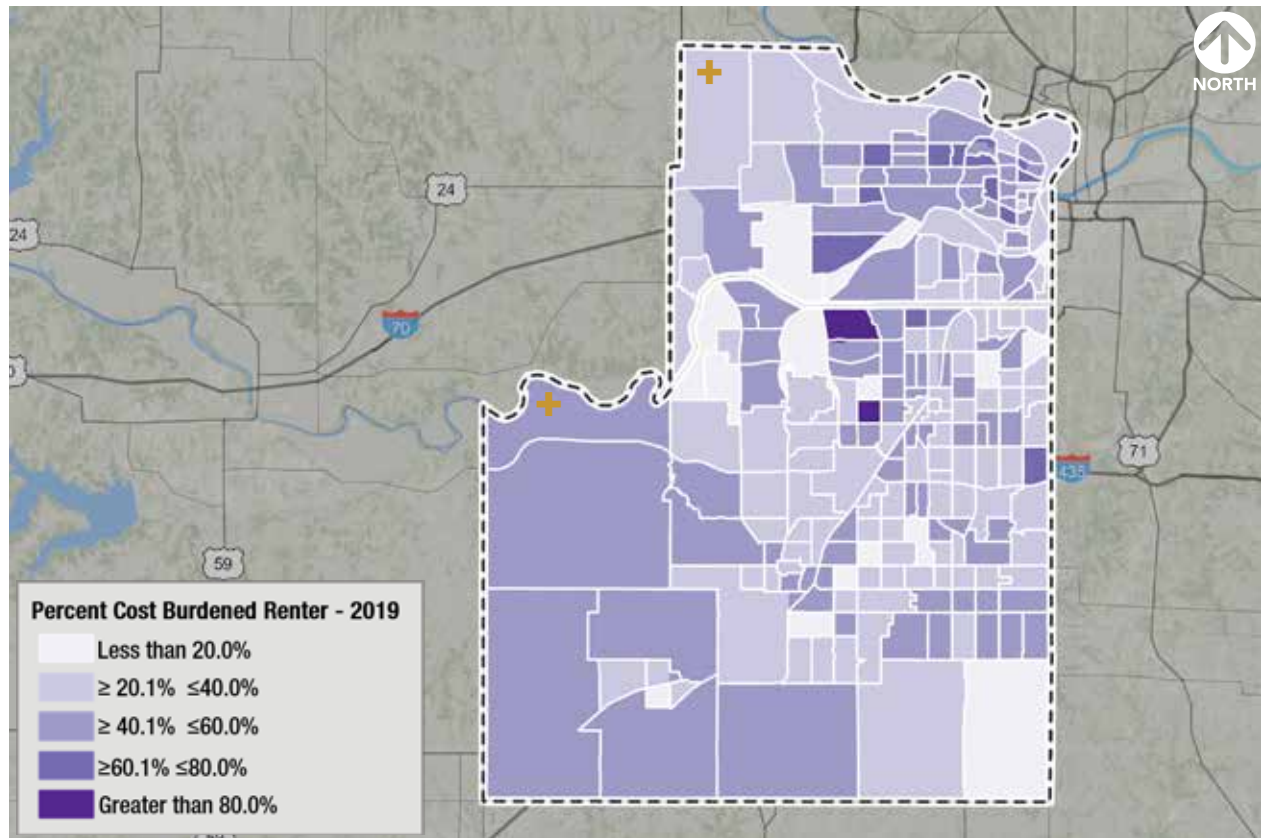 NORTH
24
24
70
71
435
59
Percent Cost Burdened Renter - 2019
Less than 20.0%
≥ 20.1% ≤40.0%
≥ 40.1% ≤60.0%
≥60.1% ≤80.0%
Greater than 80.0%